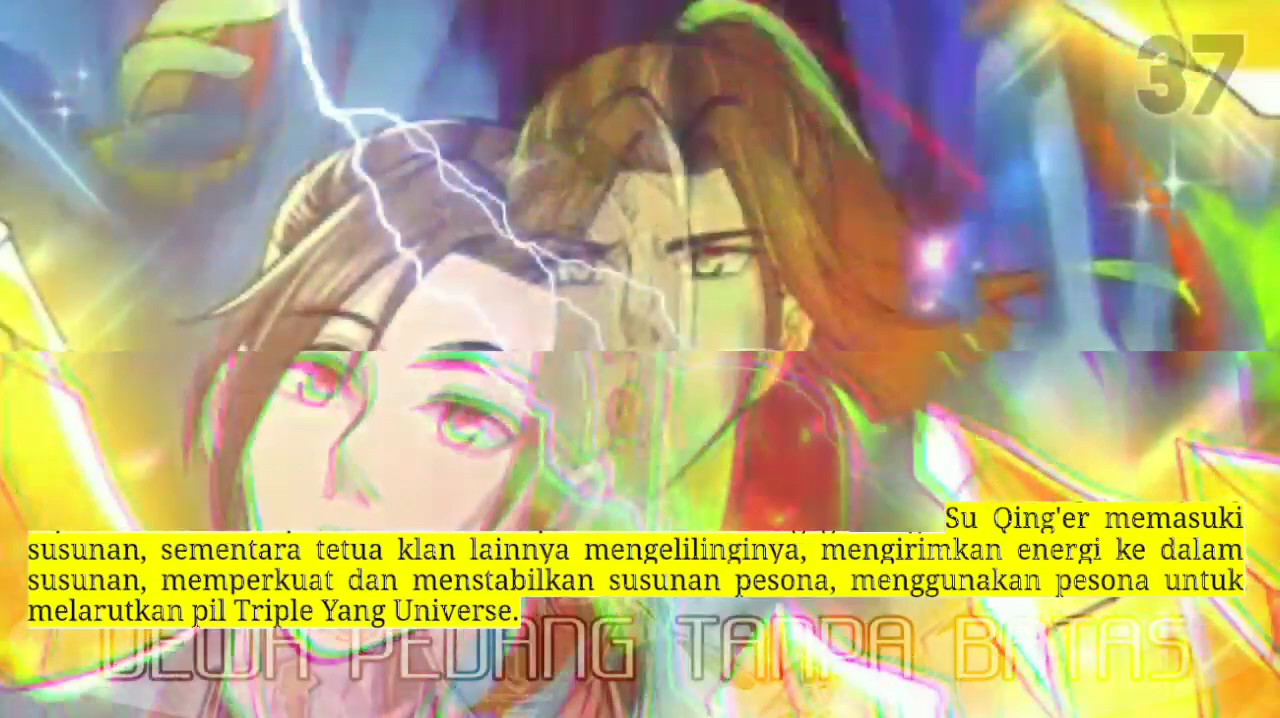 37
Su Qing'er memasuki
susunan, sementara tetua klan lainnya mengelilinginya, mengirimkan energi ke dalam
susunan, memperkuat dan menstabilkan susunan pesona, menggunakan pesona untuk
melarutkan pil Triple Yang Universe.
DEWA PEDANG TANPA BATAS